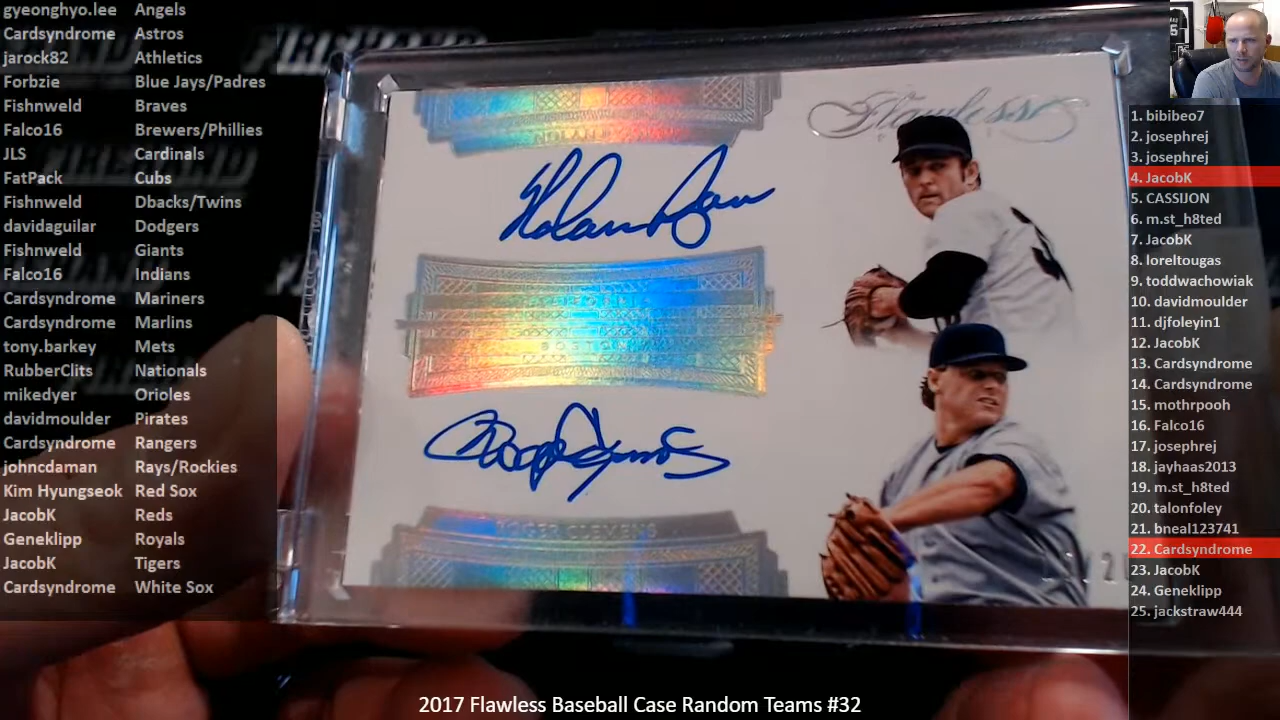 gyeonghyo.lee Angels
Cardsyndrome Astros
jarock82 Athletics
Forbzie Blue Jays/Padres
Fishnweld Braves
Falco16 Brewers/Phillies
JLS Cardinals
FatPack Cubs
Fishnweld Dbacks/Twins
davidaguilar Dodgers
Fishnweld Giants
Falco16 Indians
Cardsyndrome Mariners
Cardsyndrome Marlins
tony.barkey Mets
RubberClits Nationals
mikedyer Orioles
davidmoulder Pirates
Cardsyndrome Rangers
johncdaman Rays/Rockies
Kim Hyungseok Red Sox
JacobK Reds
Geneklipp Royals
JacobK Tigers
Cardsyndrome White Sox
Flawless
Nolan Ryan
Roger Clemens
ROGER CLEMENS
1. bibibeo7
2. josephrej
3. josephrej
4. JacobK
5. CASSIJON
6. m.st_h8ted
7. JacobK
8. loreltougas
9. toddwachowiak
10. davidmoulder
11. djfoleyin1
12. JacobK
13. Cardsyndrome
14. Cardsyndrome
15. mothrpooh
16. Falco16
17. josephrej
18. jayhaas2013
19. m.st_h8ted
20. talonfoley
21. bneal123741
22. Cardsyndrome
23. JacobK
24. Geneklipp
25. jackstraw444
2017 Flawless Baseball Case Random Teams #32